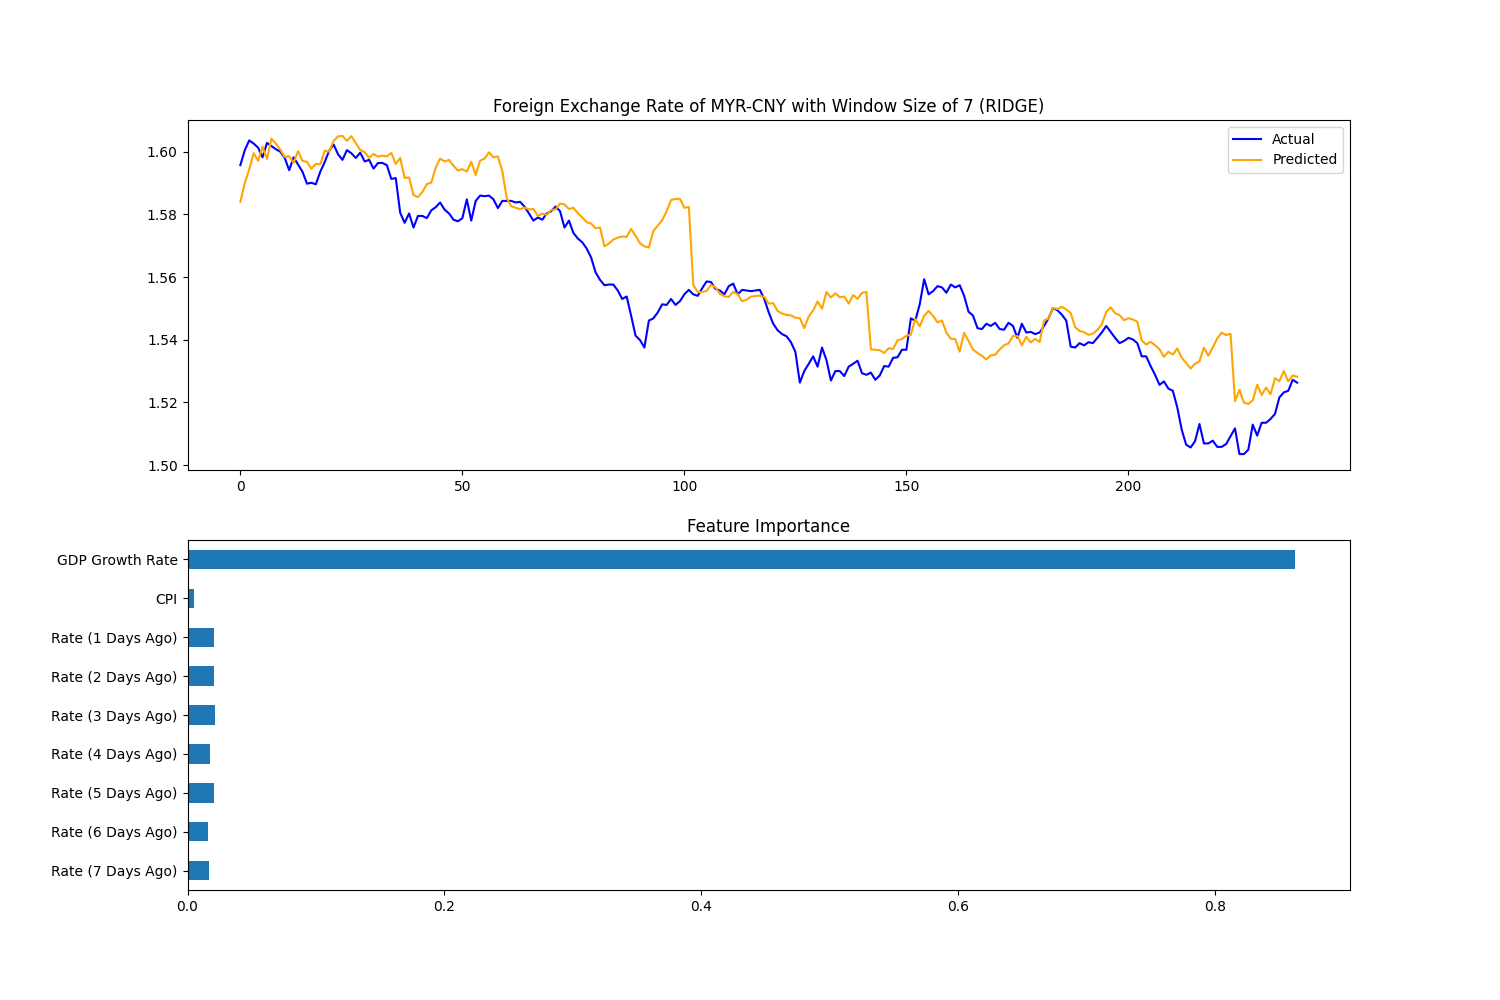 Foreign Exchange Rate of MYR-CNY with Window Size of 7 (RIDGE)
Actual
Predicted
1.60
1.58
1.56
1.54
1.52
1.50
0 50 100 150 200
Feature Importance
GDP Growth Rate
CPI
Rate (1 Days Ago)
Rate (2 Days Ago)
Rate (3 Days Ago)
Rate (4 Days Ago)
Rate (5 Days Ago)
Rate (6 Days Ago)
Rate (7 Days Ago)
0.0 0.2 0.4 0.6 0.8